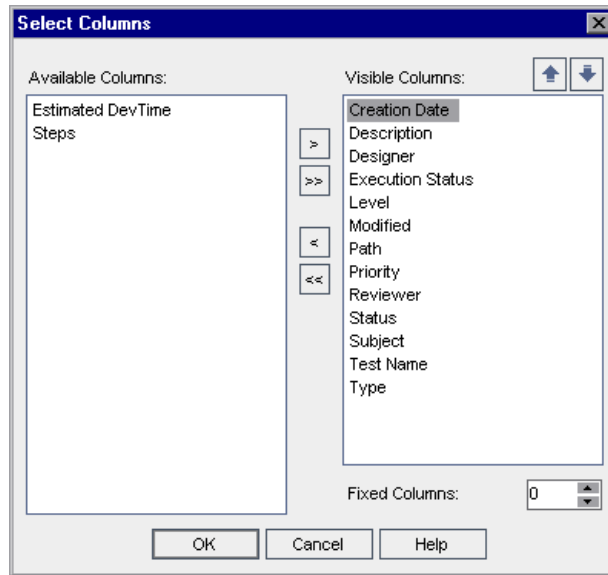 Select Columns
Available Columns:
Visible Columns:
Estimated DevTime
Steps
>
>>
<
<<
Creation Date
Description
Designer
Execution Status
Level
Modified
Path
Priority
Reviewer
Status
Subject
Test Name
Type
Fixed Columns:
0
OK
Cancel
Help